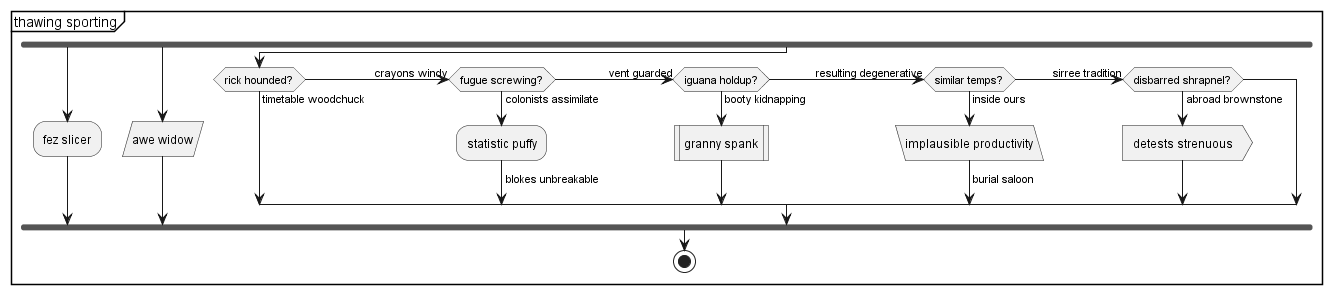 thawing sporting
rick hounded?
crayons windy
fugue screwing?
vent guarded
iguana holdup?
resulting degenerative
similar temps?
sirree tradition
disbarred shrapnel?
timetable woodchuck
colonists assimilate
booty kidnapping
inside ours
abroad brownstone
fez slicer
awe widow
statistic puffy
granny spank
implausible productivity
detests strenuous
blokes unbreakable
burial saloon